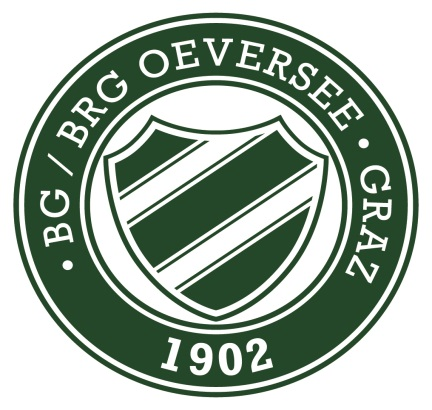 • BG / BRG OEVERSEE • GRAZ
1902